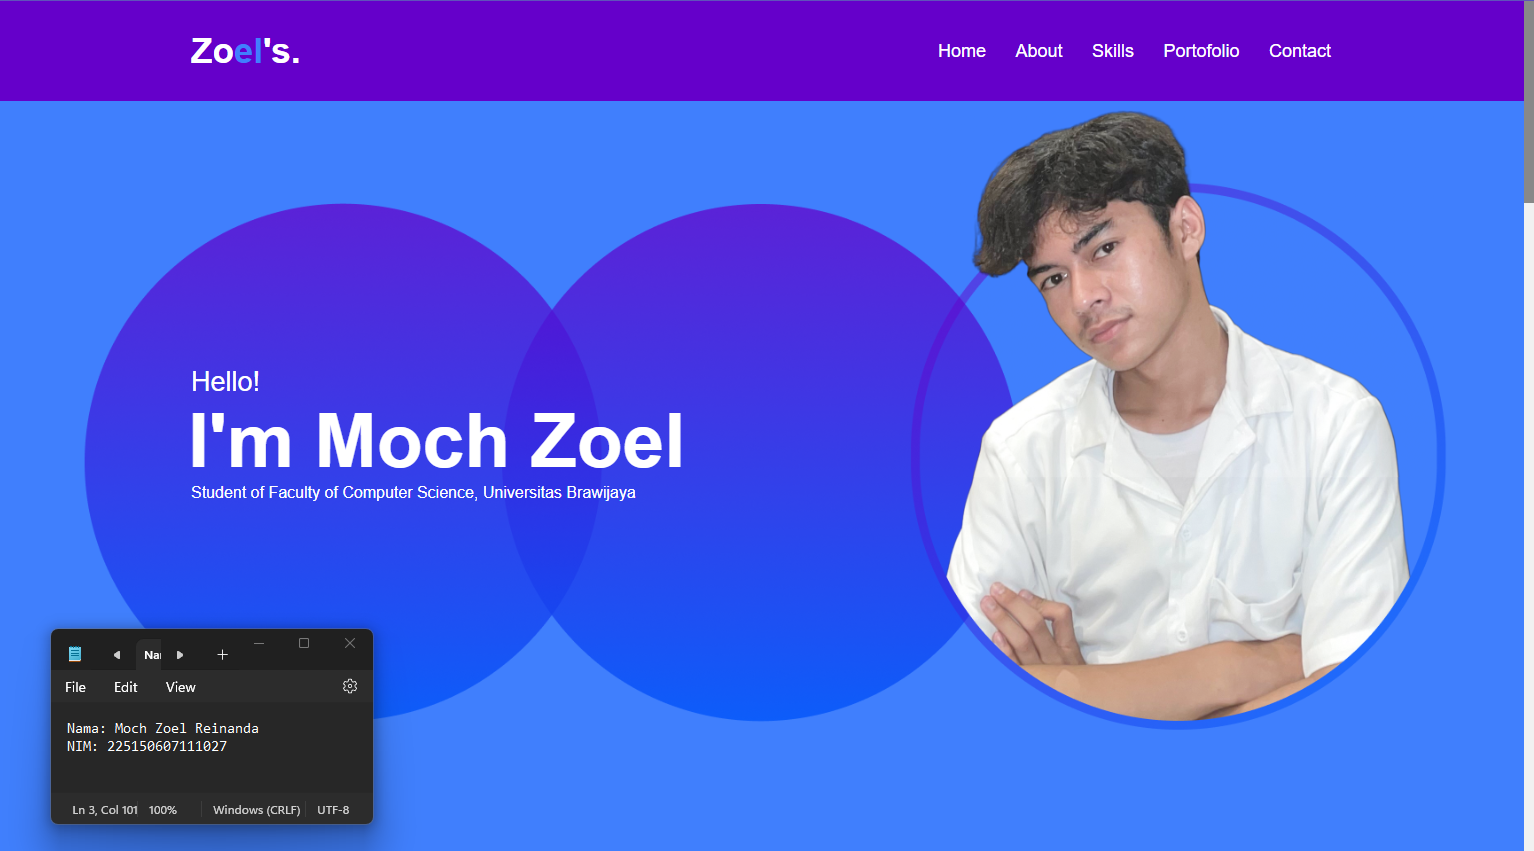 Zoel's.
Home About Skills Portofolio Contact
Hello!
I'm Moch Zoel
Student of Faculty of Computer Science, Universitas Brawijaya
File Edit View
Nama: Moch Zoel Reinanda
NIM: 225150607111027
Ln 3, Col 101 100% Windows (CRLF) UTF-8